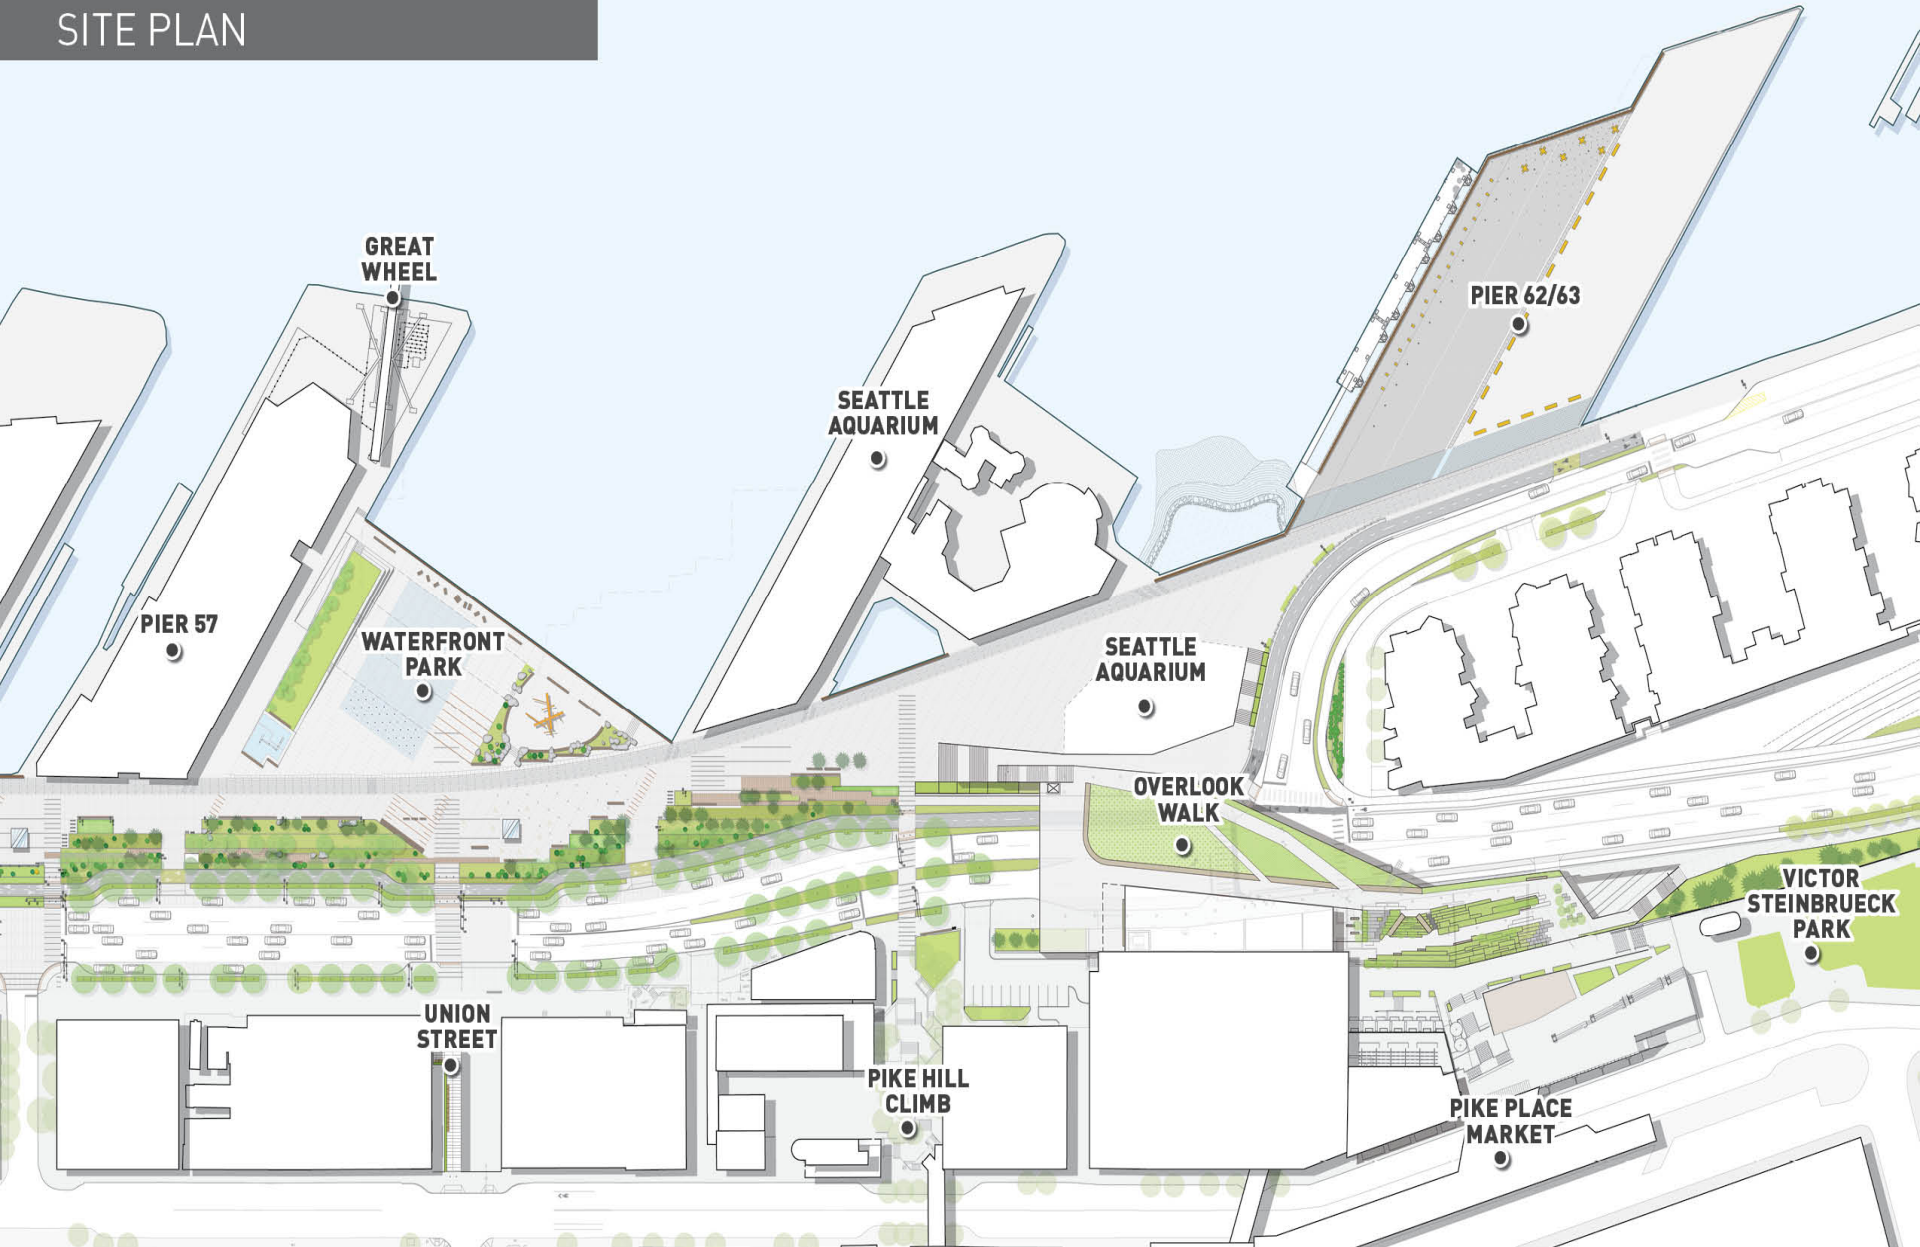 SITE PLAN
GREAT
WHEEL
PIER 62/63
SEATTLE
AQUARIUM
PIER 57
WATERFRONT
PARK
SEATTLE
AQUARIUM
OVERLOOK
WALK
VICTOR
STEINBRUECK
PARK
UNION
STREET
PIKE HILL
CLIMB
PIKE PLACE
MARKET